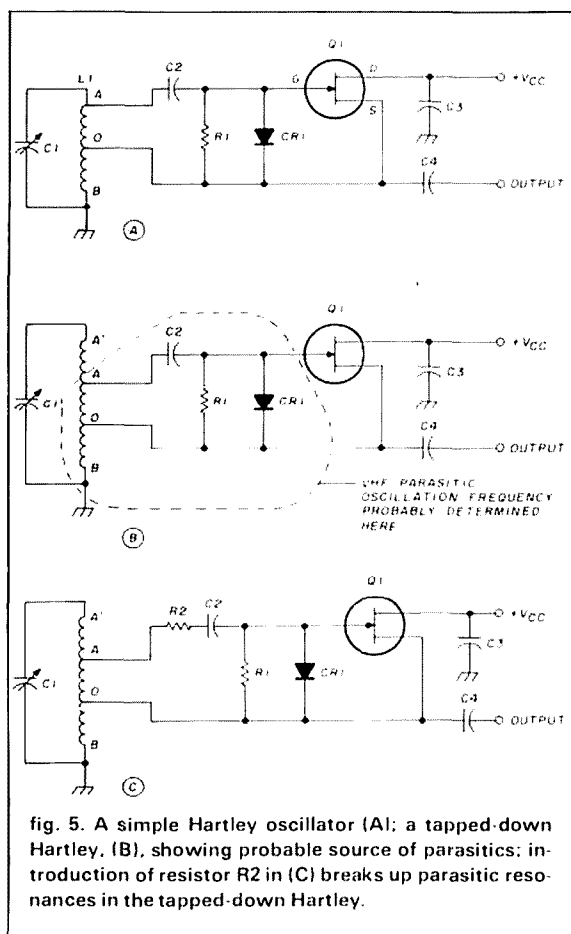 Q1
L1
C2
A
G
D
+VCC
S
C1
O
R1
CR1
C3
C4
B
OUTPUT
A
Q1
A'
C2
+VCC
A
C1
O
R1
CR1
C3
C4
B
OUTPUT
VHF PARASITIC
OSCILLATION FREQUENCY
PROBABLY DETERMINED
HERE
B
Q1
A'
R2
C2
+VCC
A
C1
O
R1
CR1
C3
C4
B
OUTPUT
C
fig. 5. A simple Hartley oscillator (A); a tapped-down
Hartley, (B), showing probable source of parasitics; in-
troduction of resistor R2 in (C) breaks up parasitic reso-
nances in the tapped-down Hartley.